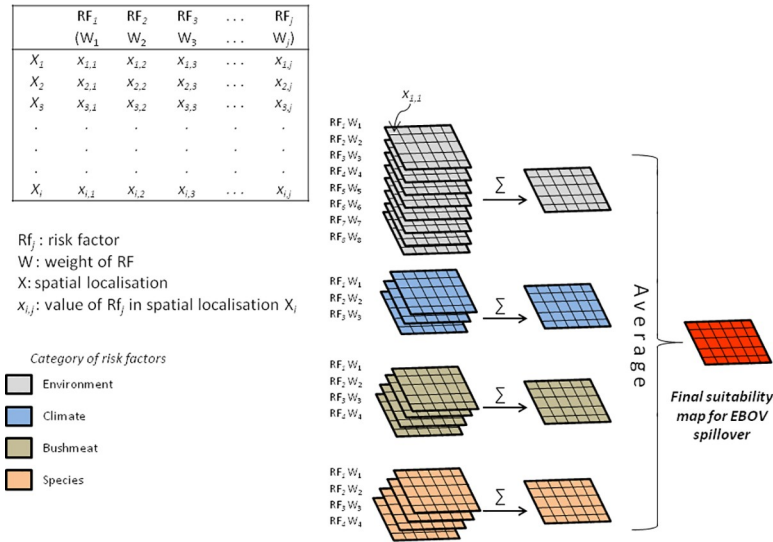 RF1 RF2 RF3 ... RFj
(W1 W2 W3 ... Wj)
X1 x1,1 x1,2 x1,3 ... x1,j
X2 x2,1 x2,2 x2,3 ... x2,j
X3 x3,1 x3,2 x3,3 ... x3,j
. . . . . .
. . . . . .
. . . . . .
Xi xi,1 xi,2 xi,3 ... xi,j
Rfj : risk factor
W : weight of RF
X: spatial localisation
xi,j: value of Rfj in spatial localisation Xi
Category of risk factors
Environment
Climate
Bushmeat
Species
x1,1
RF1 W1
RF2 W2
RF3 W3
RF4 W4
RF5 W5
RF6 W6
RF7 W7
RF8 W8
∑
RF1 W1
RF2 W2
RF3 W3
∑
RF1 W1
RF2 W2
RF3 W3
RF4 W4
∑
RF1 W1
RF2 W2
RF3 W3
RF4 W4
∑
Average
Final suitability
map for EBOV
spillover